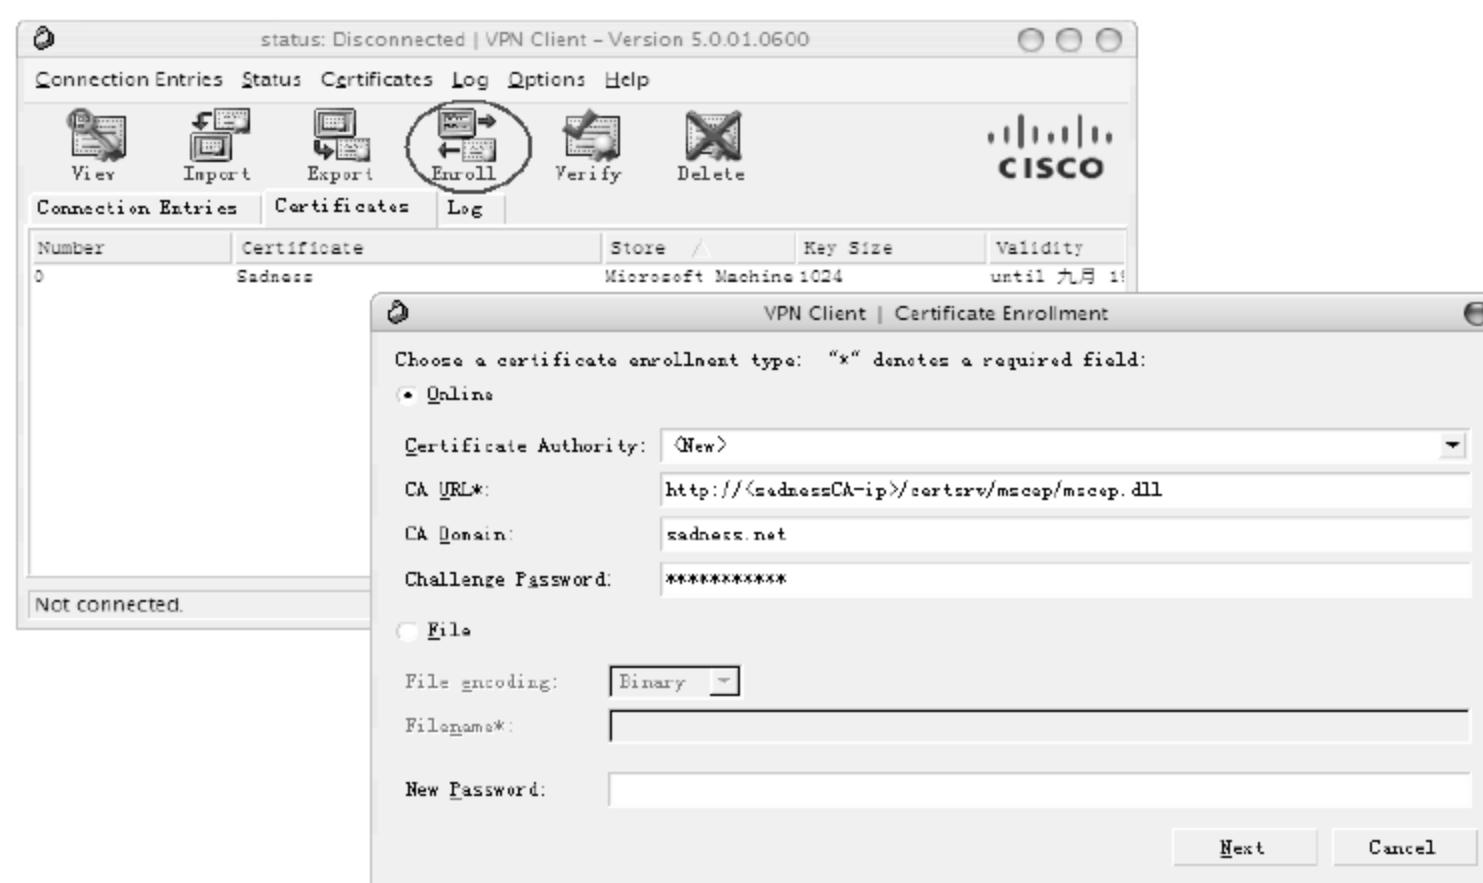 status: Disconnected | VPN Client – Version 5.0.01.0600
Connection Entries Status Certificates Log Options Help
View Import Export Enroll Verify Delete
CISCO
Connection Entries Certificates Log
Number Certificate Store Key Size Validity
0 Sadness Microsoft Machine 1024 until 九月
VPN Client | Certificate Enrollment
Choose a certificate enrollment type: "*" denotes a required field:
Online
Certificate Authority: <New>
CA URL*: http://<sadnessCA-ip>/certsrv/mscep/mscep.dll
CA Domain: sadness.net
Challenge Password: ***********
Not connected.
File
File encoding: Binary
Filename*:
New Password:
Next Cancel